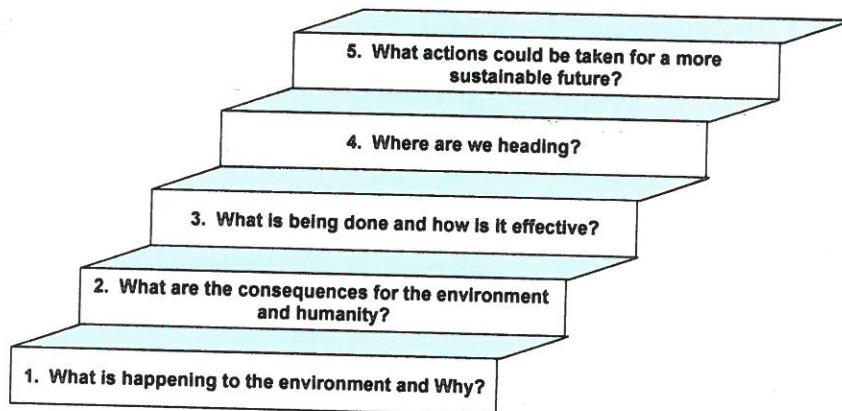 5. What actions could be taken for a more
sustainable future?
4. Where are we heading?
3. What is being done and how is it effective?
2. What are the consequences for the environment
and humanity?
1. What is happening to the environment and Why?